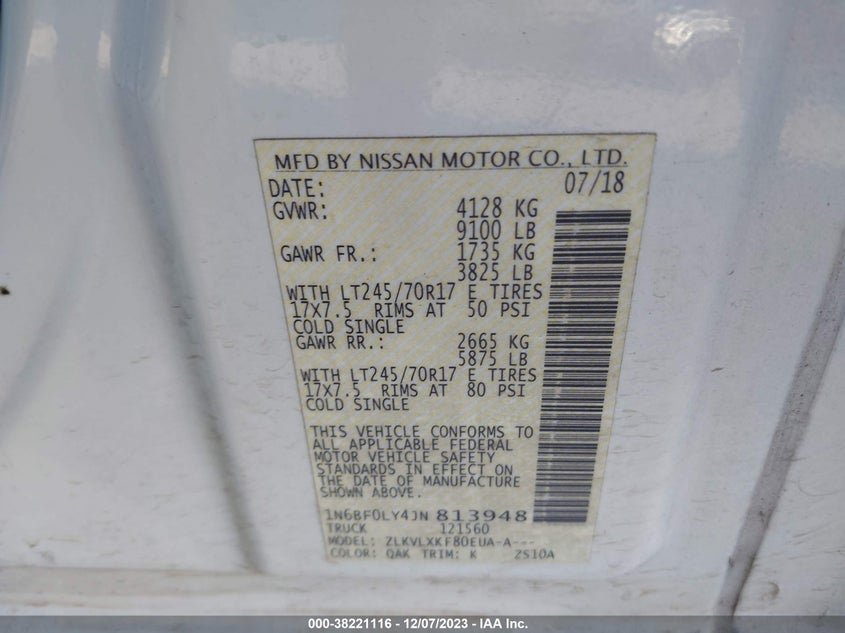 MFD BY NISSAN MOTOR CO., LTD.
DATE: 07/18
GVWR: 4128 KG
9100 LB
GAWR FR.: 1735 KG
3825 LB
WITH LT245/70R17 E TIRES
17X7.5 RIMS AT 50 PSI
COLD SINGLE
GAWR RR.: 2665 KG
5875 LB
WITH LT245/70R17 E TIRES
17X7.5 RIMS AT 80 PSI
COLD SINGLE
THIS VEHICLE CONFORMS TO
ALL APPLICABLE FEDERAL
MOTOR VEHICLE SAFETY
STANDARDS IN EFFECT ON
THE DATE OF MANUFACTURE
SHOWN ABOVE.
1N6BF0LY4JN 813948
TRUCK 121560
MODEL: ZLKVLXKF80EUA-A---
COLOR: QAK TRIM: K ZS10A
000-38221116 - 12/07/2023 - IAA Inc.